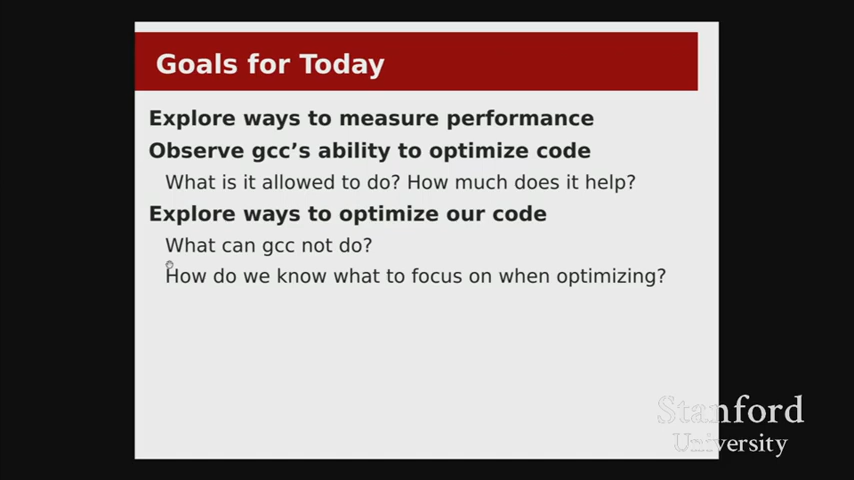 Goals for Today
Explore ways to measure performance
Observe gcc’s ability to optimize code
What is it allowed to do? How much does it help?
Explore ways to optimize our code
What can gcc not do?
How do we know what to focus on when optimizing?
Stanford
University